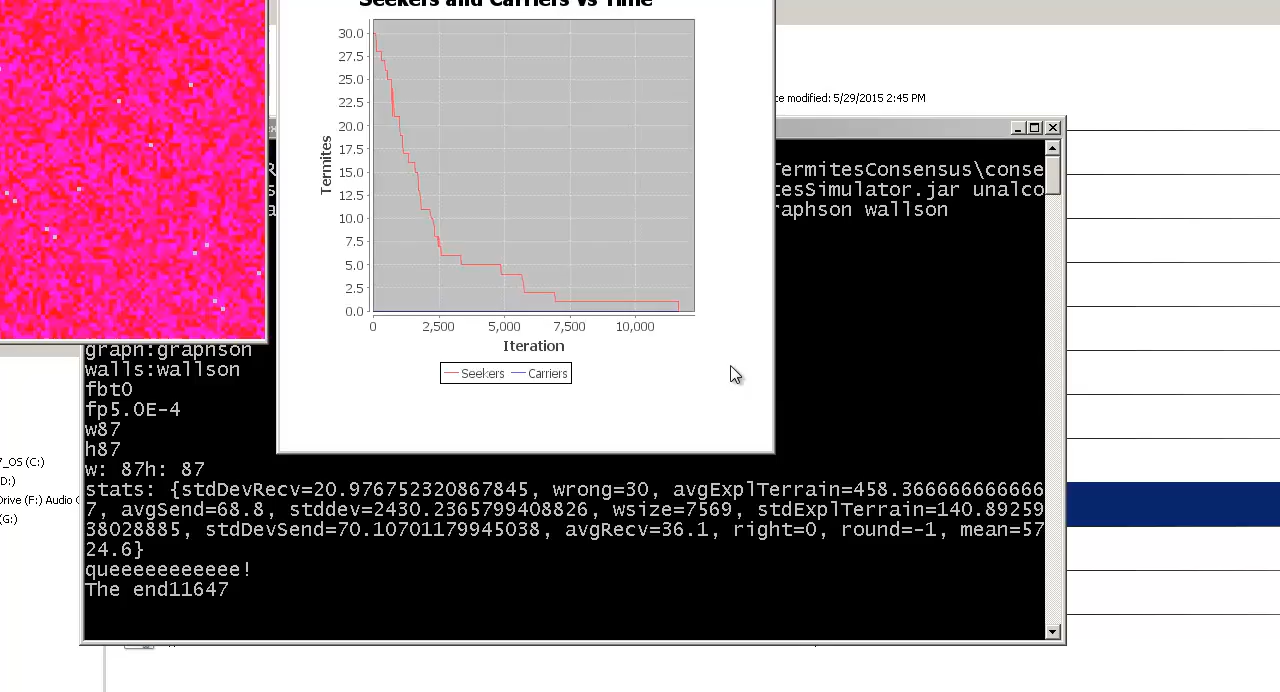 Seekers and Carriers vs Time
30.0
27.5
25.0
22.5
20.0
17.5
15.0
12.5
10.0
7.5
5.0
2.5
0.0
Termites
0 2,500 5,000 7,500 10,000
Iteration
Seekers Carriers
te modified: 5/29/2015 2:45 PM
TermitesConsensus\conse
tesSimulator.jar unalco
raphson wallson
graph:graphson
walls:wallson
fbt0
fp5.0E-4
w87
h87
w: 87h: 87
stats: {stdDevRecv=20.976752320867845, wrong=30, avgExplTerrain=458.366666666666
7, avgSend=68.8, stddev=2430.2365799408826, wsize=7569, stdExplTerrain=140.89259
38028885, stdDevSend=70.10701179945038, avgRecv=36.1, right=0, round=-1, mean=57
24.6}
queeeeeeeeeee!
The end11647
7_OS (C:)
D:)
Drive (F:) Audio C
(G:)